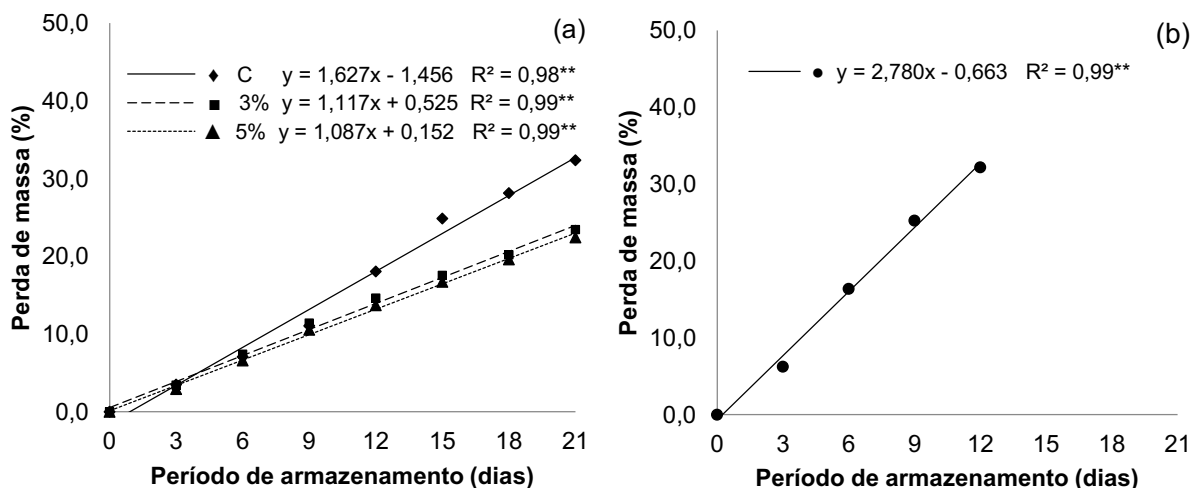 (a)
50,0
40,0
30,0
20,0
10,0
0,0
Perda de massa (%)
C y = 1,627x - 1,456 R² = 0,98**
3% y = 1,117x + 0,525 R² = 0,99**
5% y = 1,087x + 0,152 R² = 0,99**
0 3 6 9 12 15 18 21
Período de armazenamento (dias)
(b)
50,0
40,0
30,0
20,0
10,0
0,0
Perda de massa (%)
y = 2,780x - 0,663 R² = 0,99**
0 3 6 9 12 15 18 21
Período de armazenamento (dias)